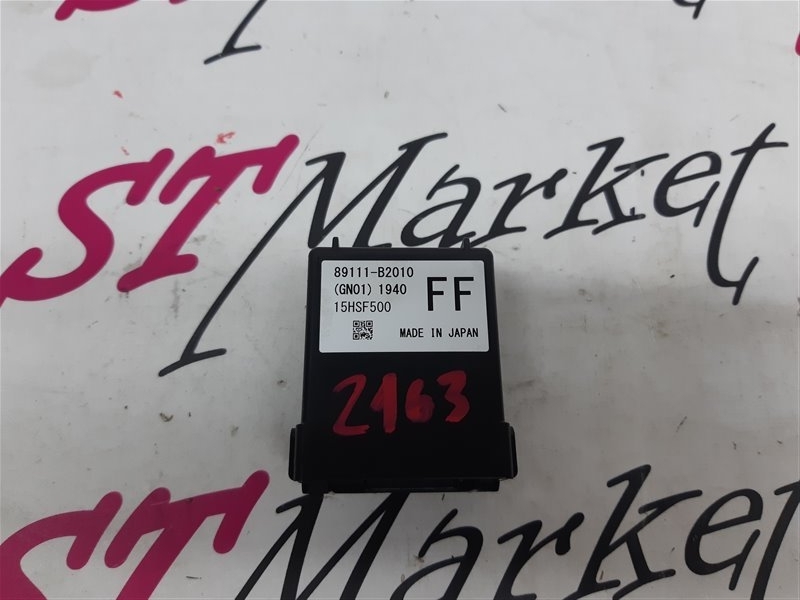 ST Market
89111-B2010
(GN01) 1940 FF
15HSF500
MADE IN JAPAN
2163
ST Market